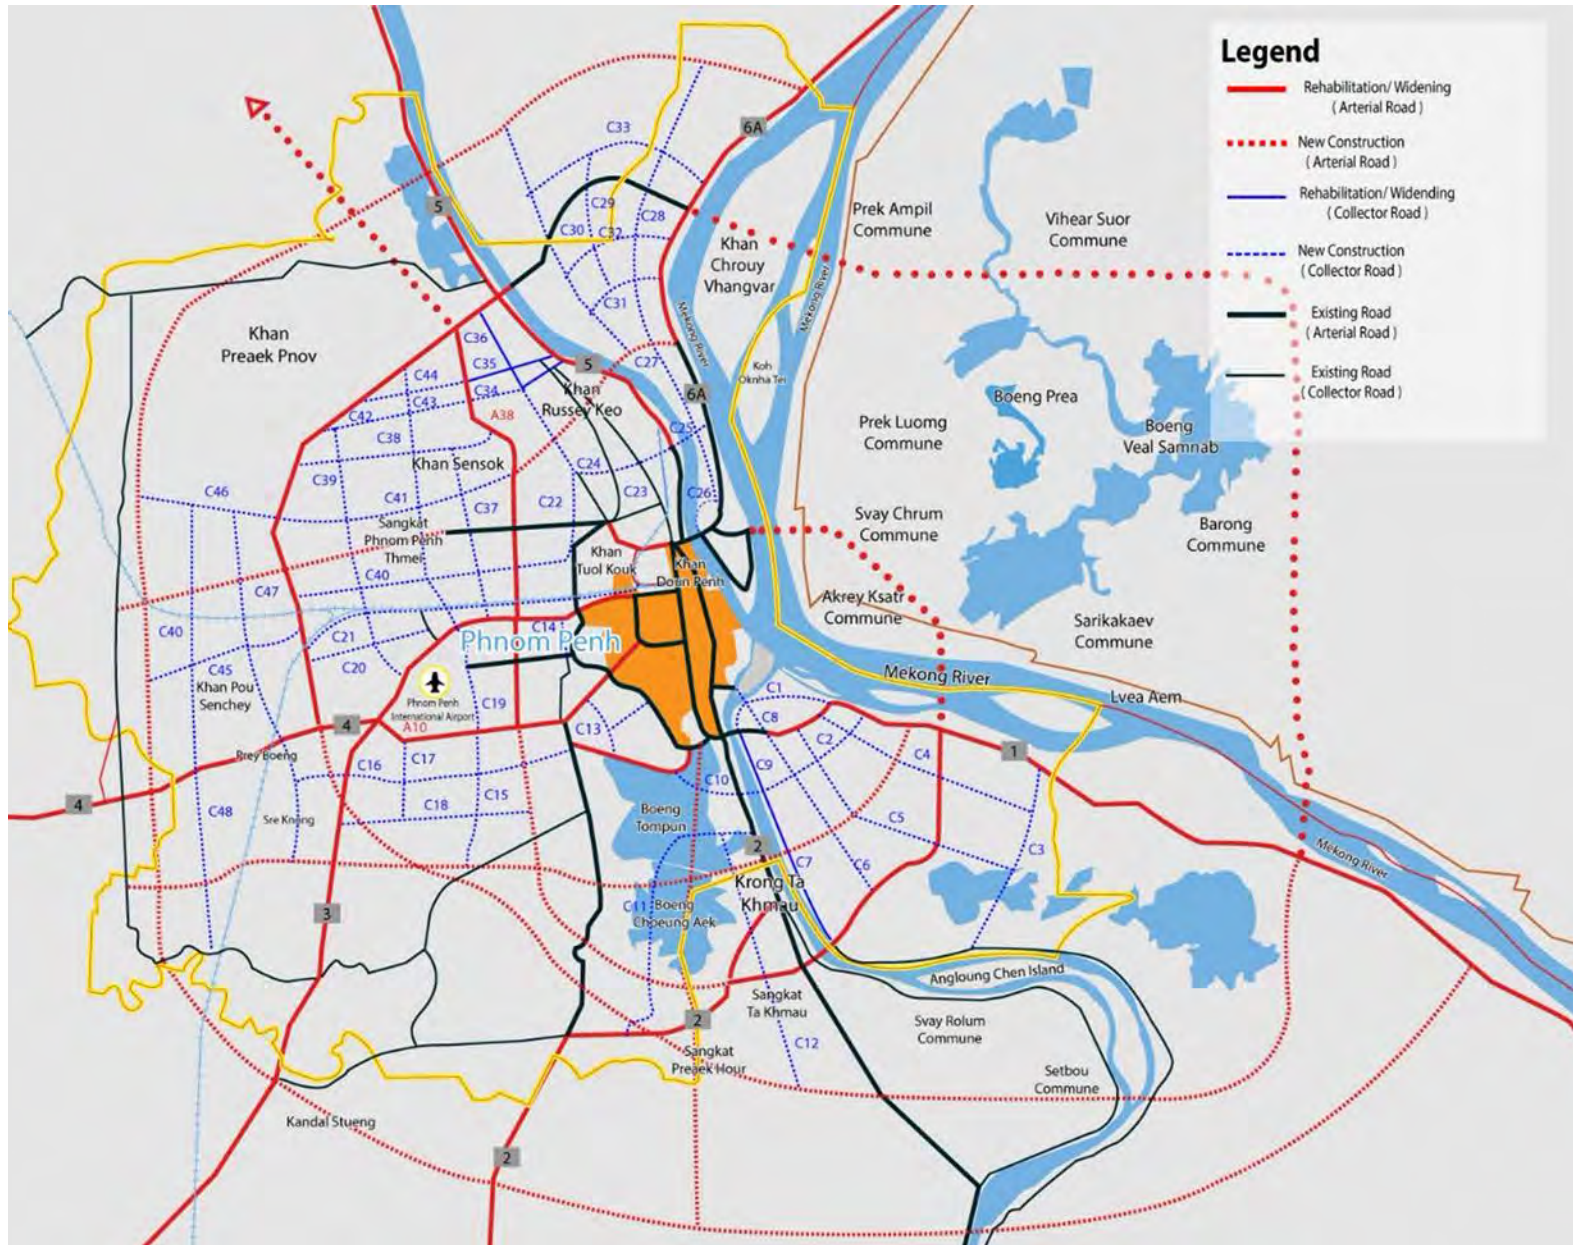 Legend
Rehabilitation/ Widening
( Arterial Road )
New Construction
( Arterial Road )
Rehabilitation/ Widending
( Collector Road )
New Construction
( Collector Road )
Existing Road
( Arterial Road )
Existing Road
( Collector Road )
6A
C33
5
C29
C28
C30
C32
C31
Prek Ampil
Commune
Vihear Suor
Commune
Khan
Chrouy
Vhangvar
Mekong River
Mekong River
Khan
Preaek Pnov
C36
C35
C44
C34
C43
C42
A38
C38
5
C27
Khan
Russey Keo
6A
Koh
Oknha Tei
Boeng Prea
Prek Luomg
Commune
Boeng
Veal Samnab
C25
Khan Sensok
C39
C24
C46
C41
C37
C22
C23
C26
Sangkat
Phnom Penh
Thmei
Svay Chrum
Commune
Barong
Commune
Khan
Tuol Kouk
Khan
Doun Penh
C47
C40
Akrey Ksatr
Commune
Sarikakaev
Commune
C40
C21
C14
Phnom Penh
C20
C45
Khan Pou
Senchey
Phnom Penh
International Airport
C19
Mekong River
Lvea Aem
C1
C8
C2
4
A10
C13
C4
1
Prey Boeng
C16
C17
C9
C10
4
C48
C18
C15
Sre Knong
Boeng
Tompun
C5
2
C7
C6
C3
Mekong River
Krong Ta
Khmau
3
C11
Boeng
Choeung Aek
Angloung Chen Island
Sangkat
Ta Khmau
2
C12
Svay Rolum
Commune
Sangkat
Preaek Hour
Setbou
Commune
Kandal Stueng
2